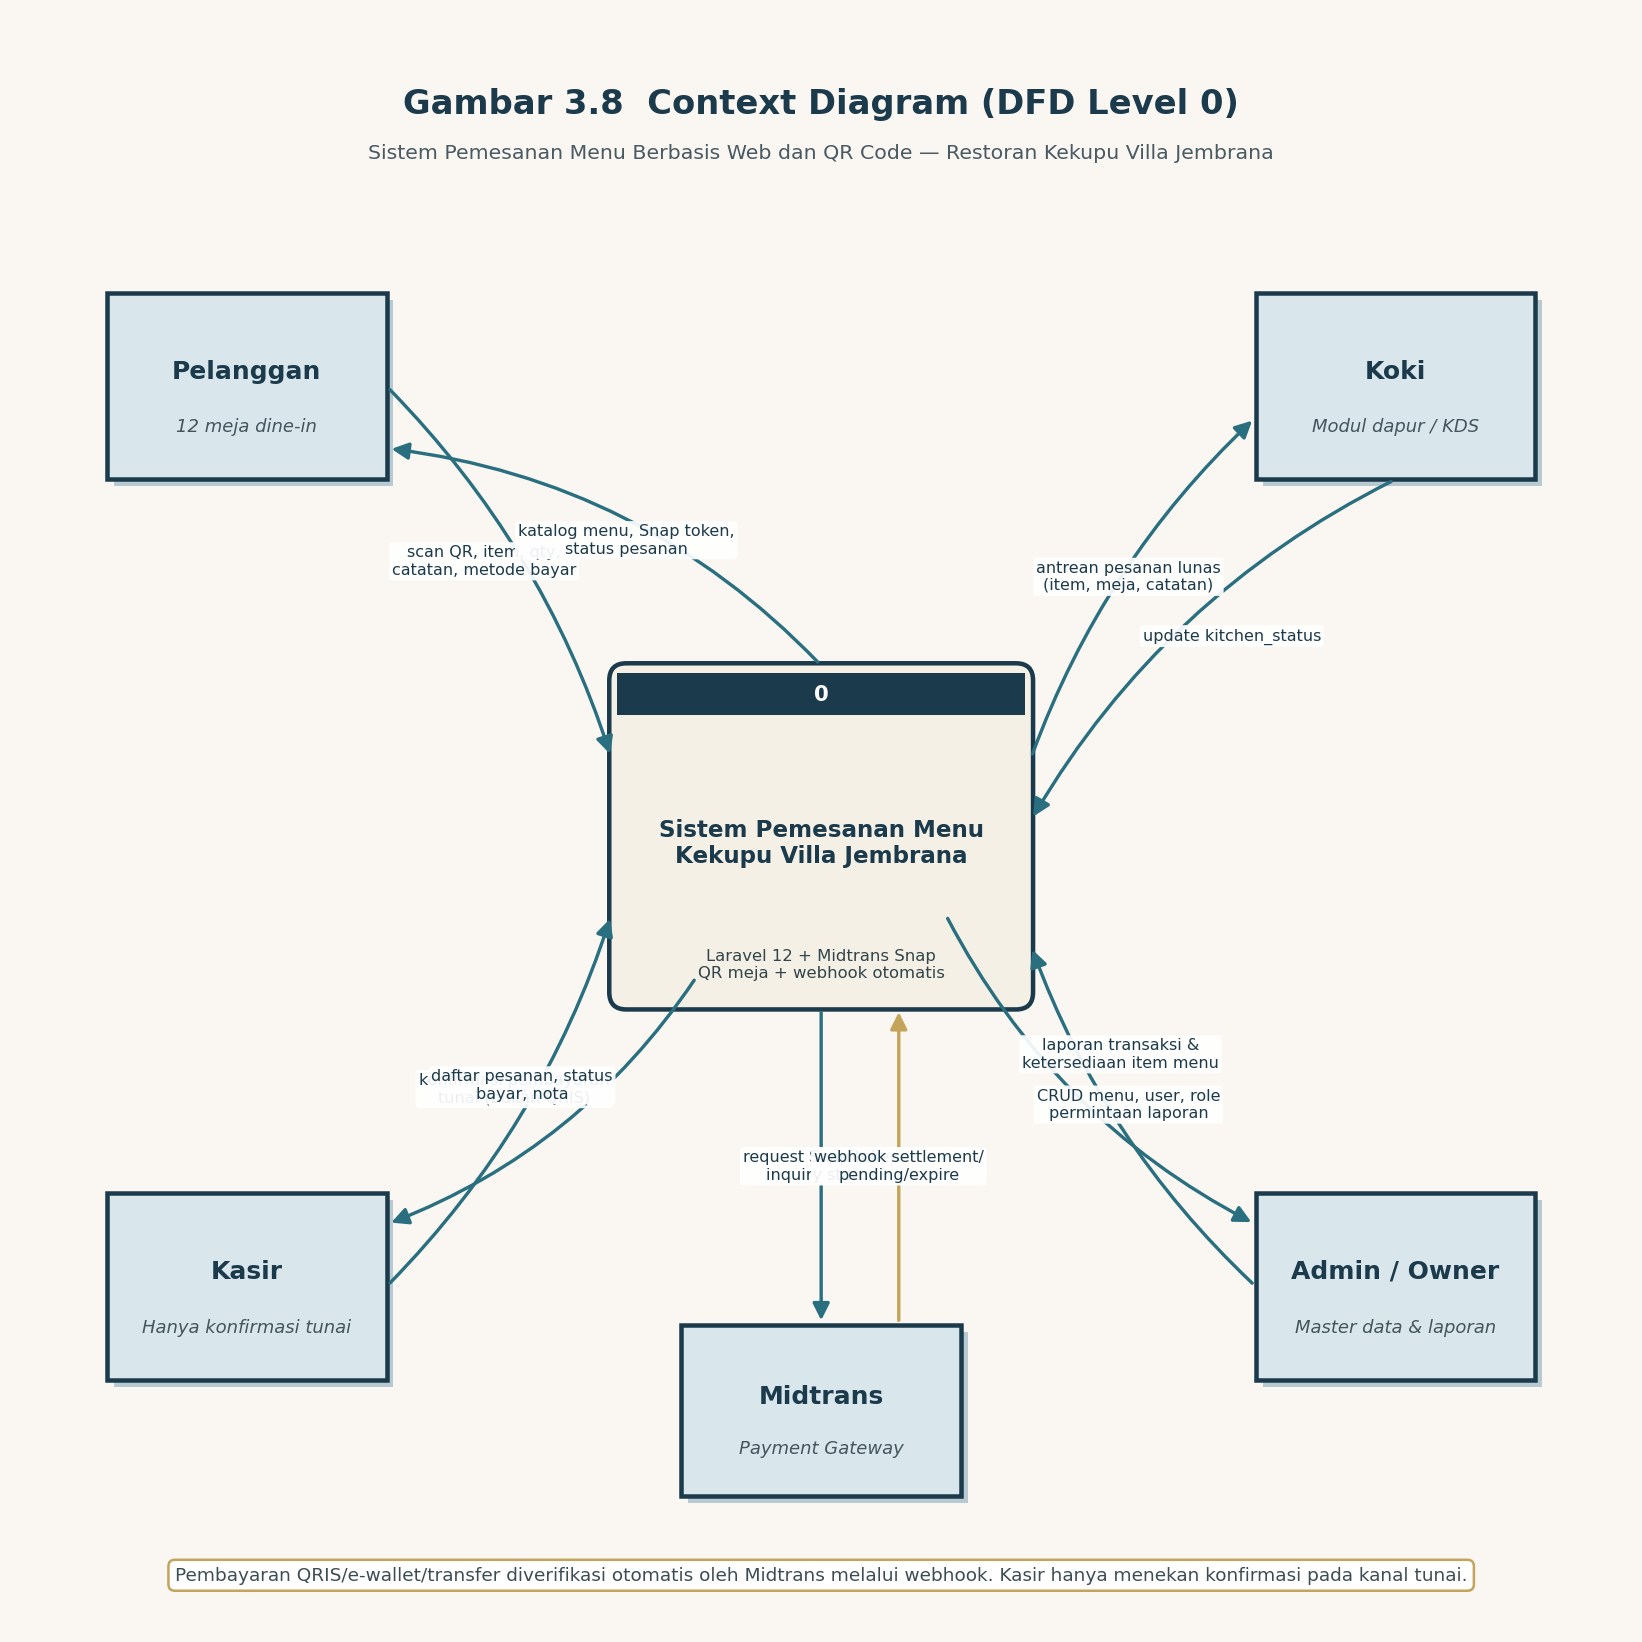 Gambar 3.8  Context Diagram (DFD Level 0)
Sistem Pemesanan Menu Berbasis Web dan QR Code — Restoran Kekupu Villa Jembrana
Pelanggan
12 meja dine-in
Koki
Modul dapur / KDS
katalog menu, Snap token,
status pesanan
scan QR, item, qty,
catatan, metode bayar
antrean pesanan lunas
(item, meja, catatan)
update kitchen_status
0
Sistem Pemesanan Menu
Kekupu Villa Jembrana
Laravel 12 + Midtrans Snap
QR meja + webhook otomatis
daftar pesanan, status
bayar, nota
laporan transaksi &
ketersediaan item menu
CRUD menu, user, role
permintaan laporan
request
webhook settlement/
pending/expire
Kasir
Hanya konfirmasi tunai
Admin / Owner
Master data & laporan
Midtrans
Payment Gateway
Pembayaran QRIS/e-wallet/transfer diverifikasi otomatis oleh Midtrans melalui webhook. Kasir hanya menekan konfirmasi pada kanal tunai.